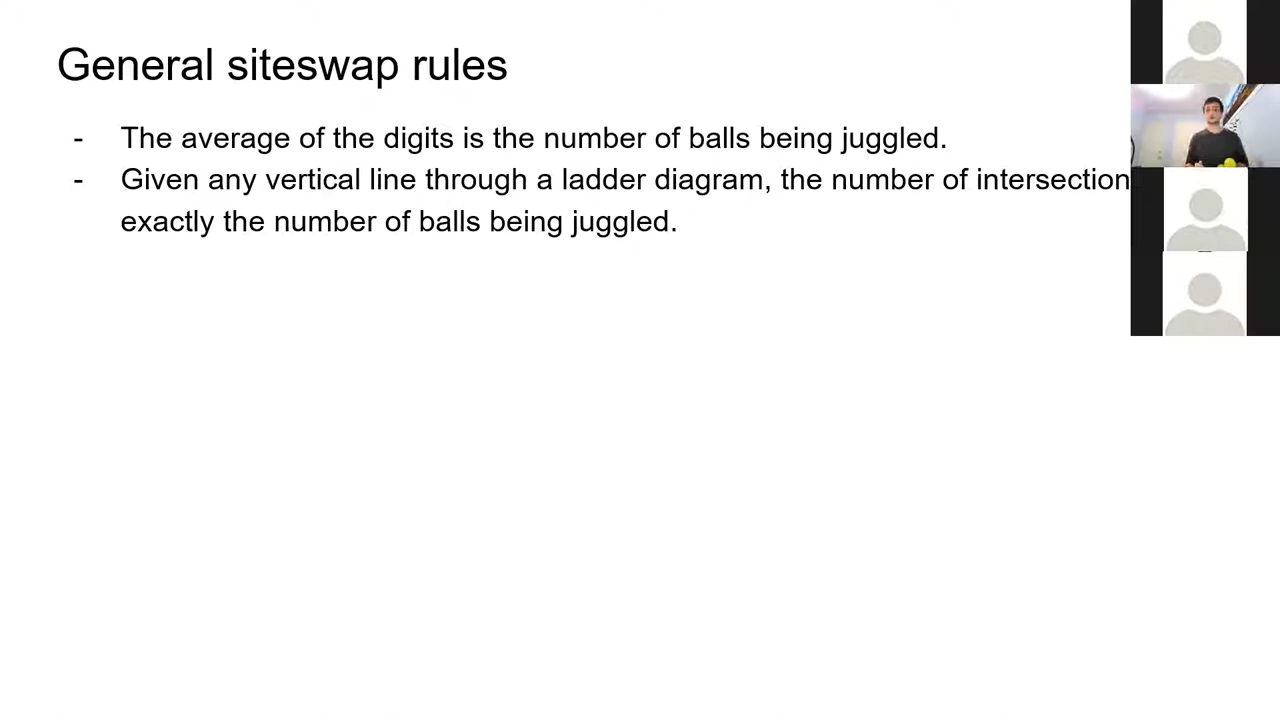 General siteswap rules
- The average of the digits is the number of balls being juggled.
- Given any vertical line through a ladder diagram, the number of intersection
exactly the number of balls being juggled.